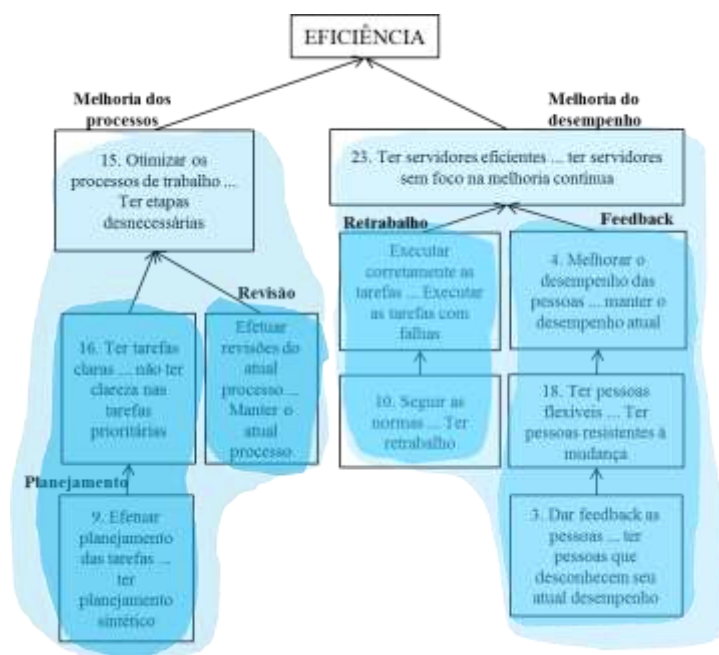 EFICIÊNCIA
Melhoria dos
processos
15. Otimizar os
processos de trabalho ...
Ter etapas
desnecessárias
Revisão
16. Ter tarefas
claras ... não ter
clareza nas
tarefas
prioritárias
Efetuar
revisões do
atual
processo ...
Manter o
atual
processo
Planejamento
9. Efetuar
planejamento
das tarefas ...
ter
planejamento
sintético
Melhoria do
desempenho
23. Ter servidores eficientes ... ter servidores
sem foco na melhoria contínua
Retrabalho
Executar
corretamente as
tarefas ... Executar
as tarefas com
falhas
10. Seguir as
normas ... Ter
retrabalho
Feedback
4. Melhorar o
desempenho das
pessoas ... manter o
desempenho atual
18. Ter pessoas
flexíveis ... Ter
pessoas resistentes à
mudança
3. Dar feedback as
pessoas ... ter
pessoas que
desconhecem seu
atual desempenho